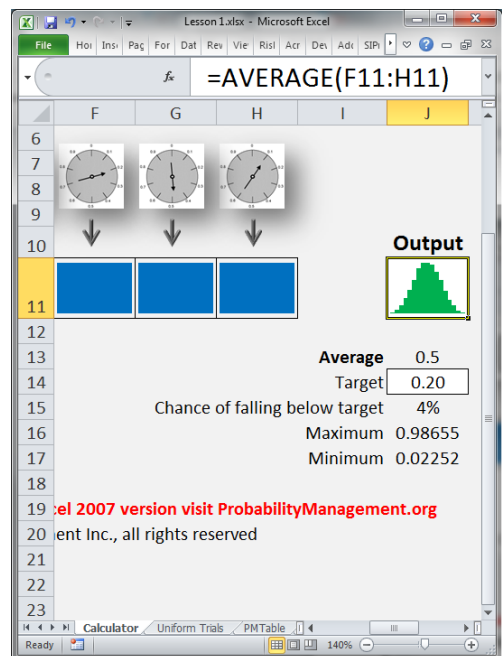 Lesson 1.xlsx - Microsoft Excel
File Hor Ins Pag For Dat Rev Vie Risl Acr Dev Add SIPI
fx =AVERAGE(F11:H11)
F G H I J
6
7
8
9
10 Output
11
12
13 Average 0.5
14 Target 0.20
15 Chance of falling below target 4%
16 Maximum 0.98655
17 Minimum 0.02252
18
19 cel 2007 version visit ProbabilityManagement.org
20 ent Inc., all rights reserved
21
22
23
Calculator Uniform Trials PMTable
Ready 140%